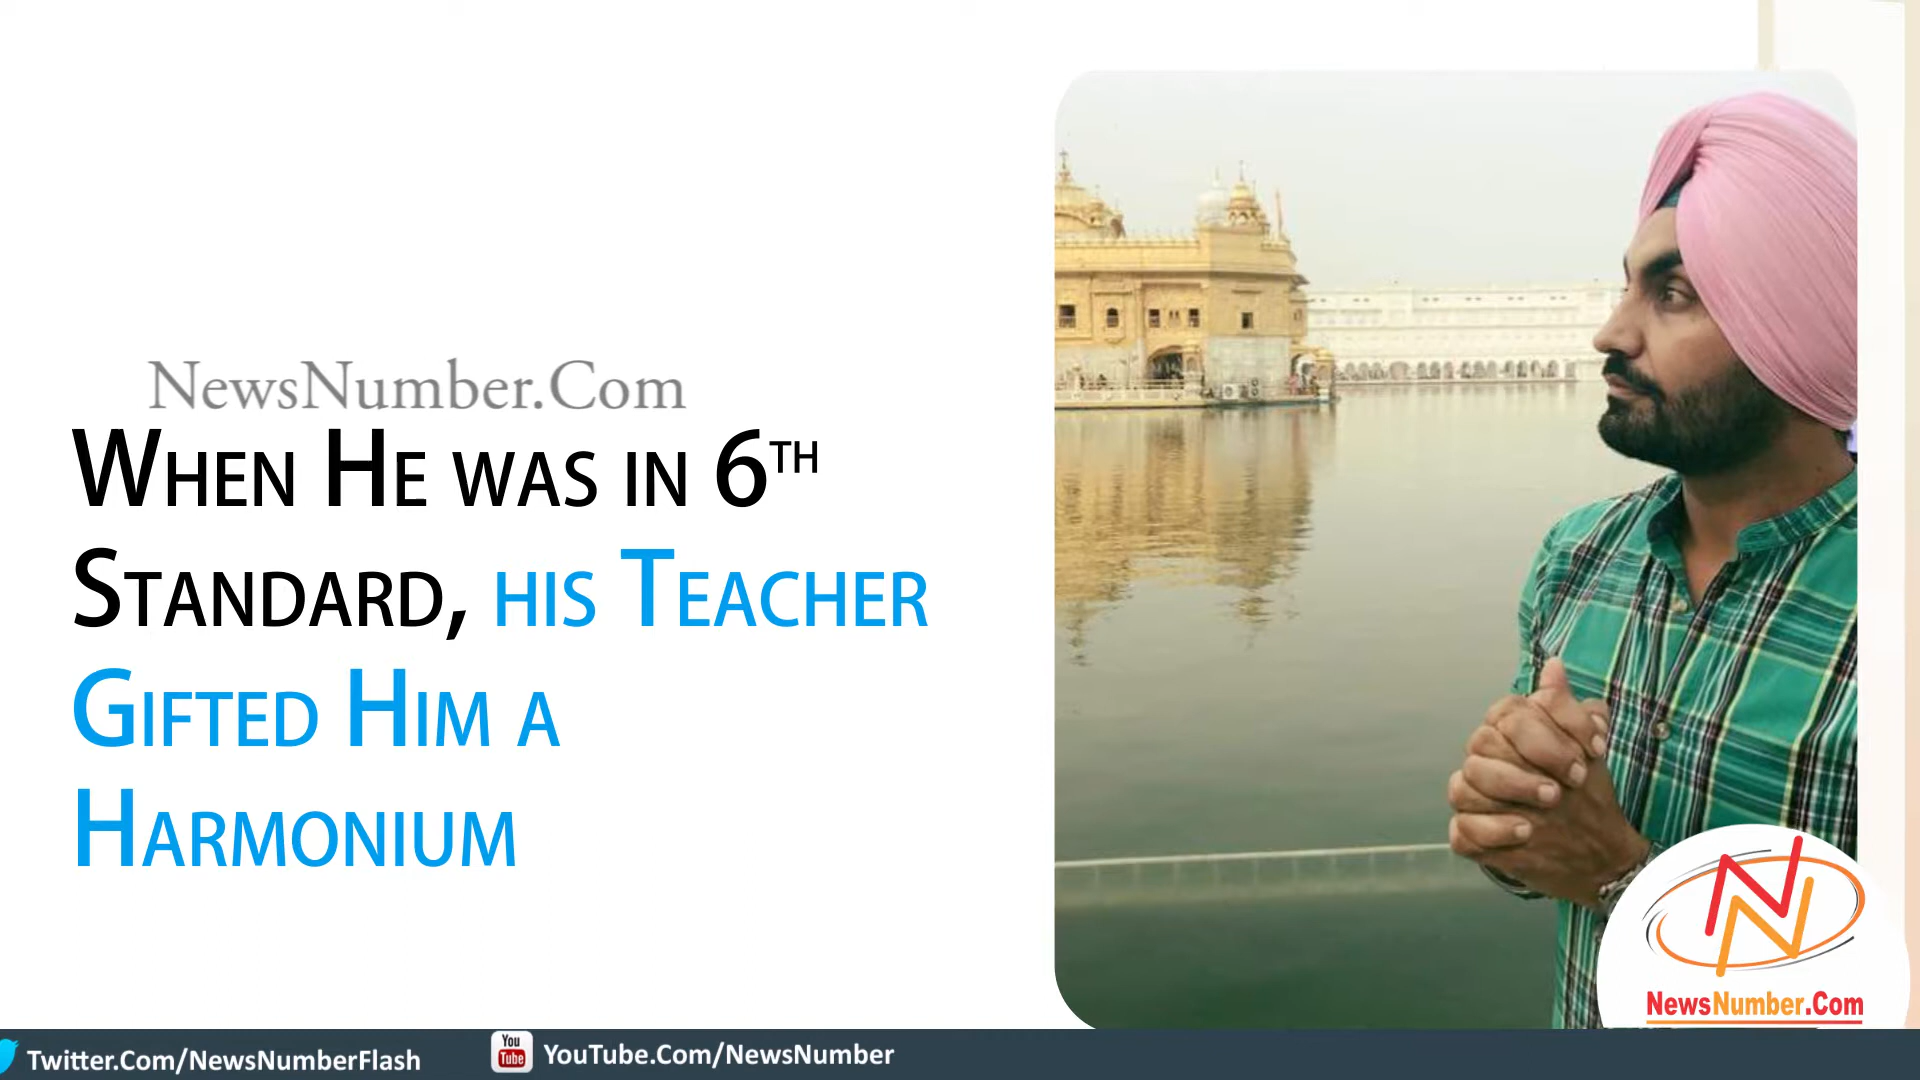 NewsNumber.Com
When He was in 6th
Standard, his Teacher
Gifted Him a
Harmonium
NewsNumber.Com
Twitter.Com/NewsNumberFlash
You Tube
YouTube.Com/NewsNumber